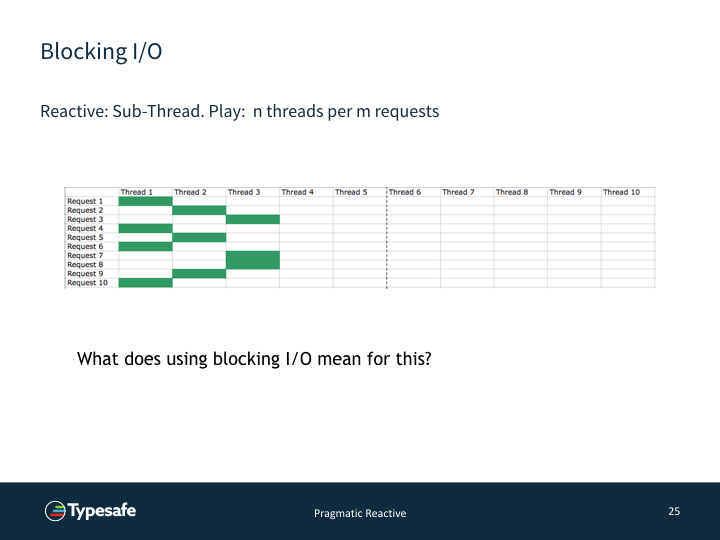 Blocking I/O
Reactive: Sub-Thread. Play: n threads per m requests
Thread 1 Thread 2 Thread 3 Thread 4 Thread 5 Thread 6 Thread 7 Thread 8 Thread 9 Thread 10
Request 1
Request 2
Request 3
Request 4
Request 5
Request 6
Request 7
Request 8
Request 9
Request 10
What does using blocking I/O mean for this?
Typesafe
Pragmatic Reactive
25